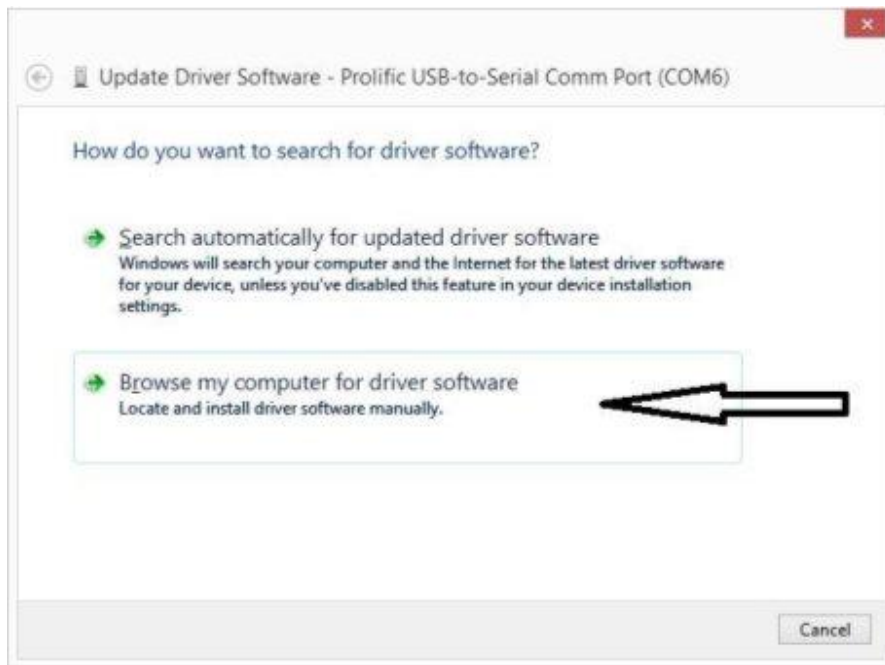 Update Driver Software - Prolific USB-to-Serial Comm Port (COM6)
How do you want to search for driver software?
Search automatically for updated driver software
Windows will search your computer and the Internet for the latest driver software
for your device, unless you've disabled this feature in your device installation
settings.
Browse my computer for driver software
Locate and install driver software manually.
Cancel